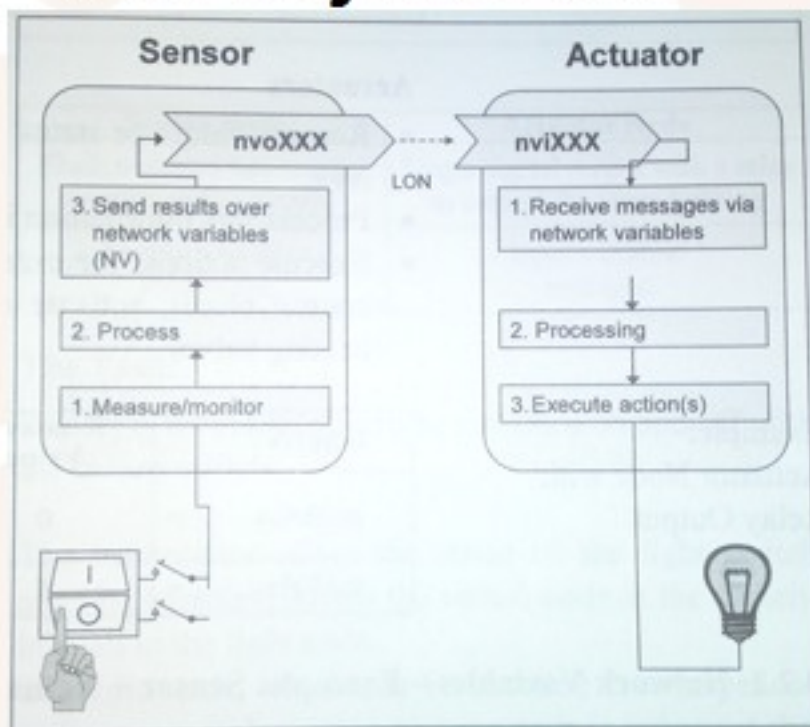 Sensor
Actuator
nvoXXX
nviXXX
LON
3. Send results over
network variables
(NV)
2. Process
1. Measure/monitor
1. Receive messages via
network variables
2. Processing
3. Execute action(s)